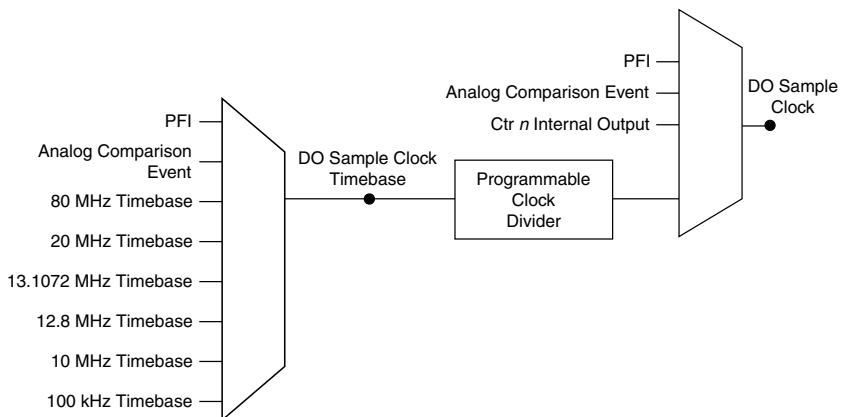 PFI
Analog Comparison
Event
80 MHz Timebase
20 MHz Timebase
13.1072 MHz Timebase
12.8 MHz Timebase
10 MHz Timebase
100 kHz Timebase
DO Sample Clock
Timebase
Programmable
Clock
Divider
PFI
Analog Comparison Event
Ctr n Internal Output
DO Sample
Clock